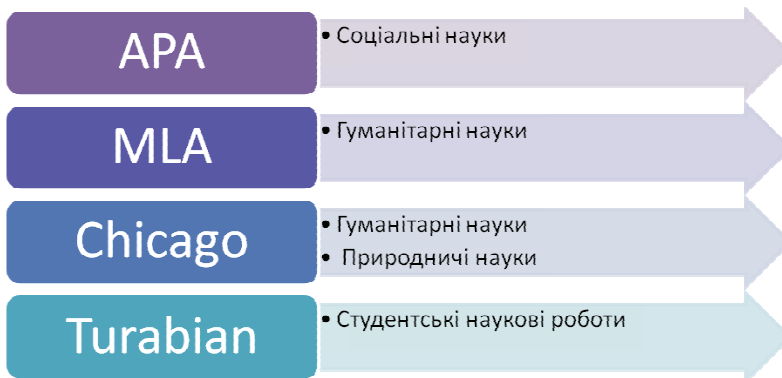 APA
• Соціальні науки
MLA
• Гуманітарні науки
Chicago
• Гуманітарні науки
• Природничі науки
Turabian
• Студентські наукові роботи